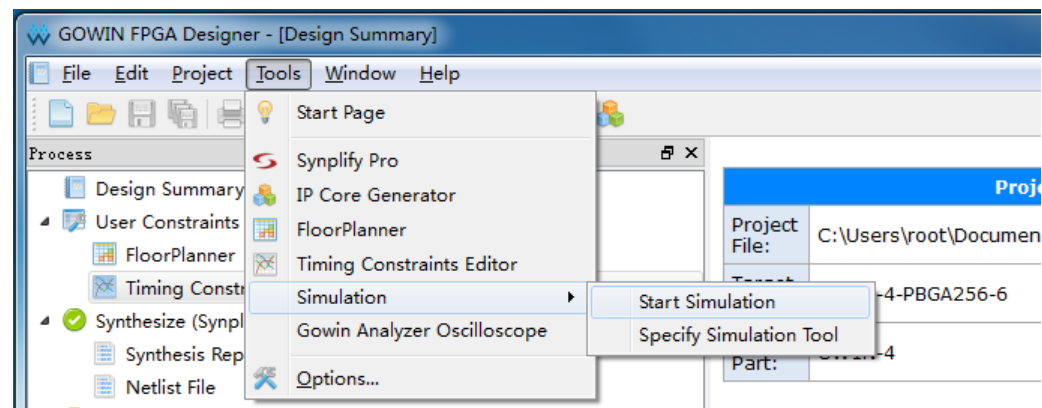 GOWIN FPGA Designer - [Design Summary]
File Edit Project Tools Window Help
Start Page
Process
Synplify Pro
Design Summary
IP Core Generator
User Constraints
FloorPlanner
FloorPlanner
Timing Constr
Timing Constraints Editor
Simulation
Start Simulation
Synthesize (Synpl
Gowin Analyzer Oscilloscope
Specify Simulation Tool
Synthesis Rep
Options...
Netlist File
Proje
Project
File:
C:\Users\root\Documen
-4-PBGA256-6
Part: